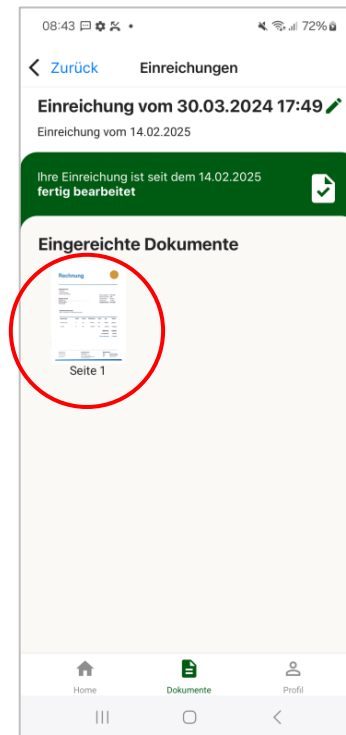 08:43
72%
Zurück
Einreichungen
Einreichung vom 30.03.2024 17:49
Einreichung vom 14.02.2025
Ihre Einreichung ist seit dem 14.02.2025
fertig bearbeitet
Eingereichte Dokumente
Rechnung
Seite 1
Home
Dokumente
Profil